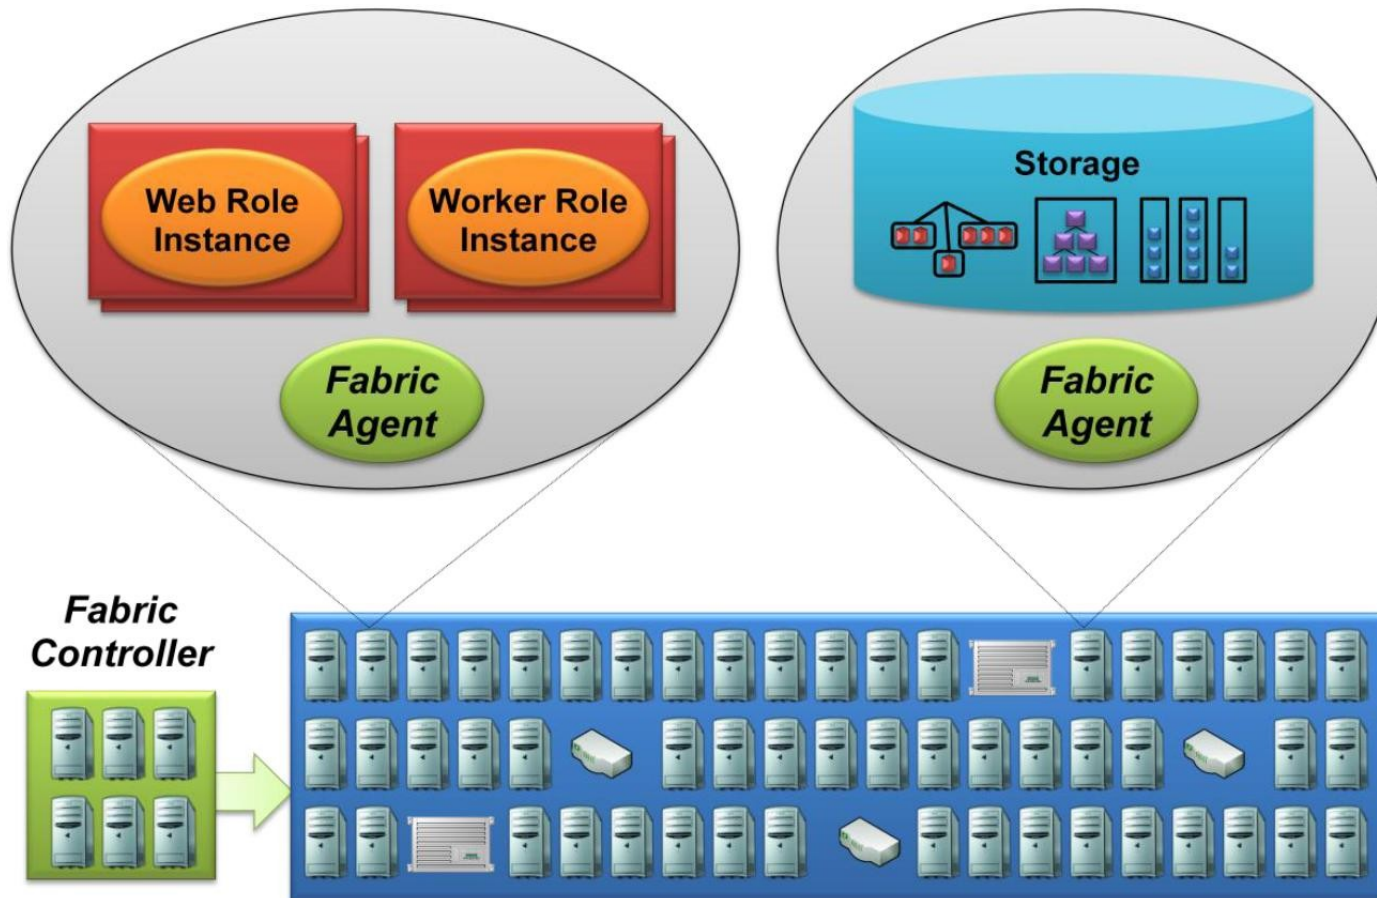 Web Role
Instance
Worker Role
Instance
Fabric
Agent
Storage
Fabric
Agent
Fabric
Controller